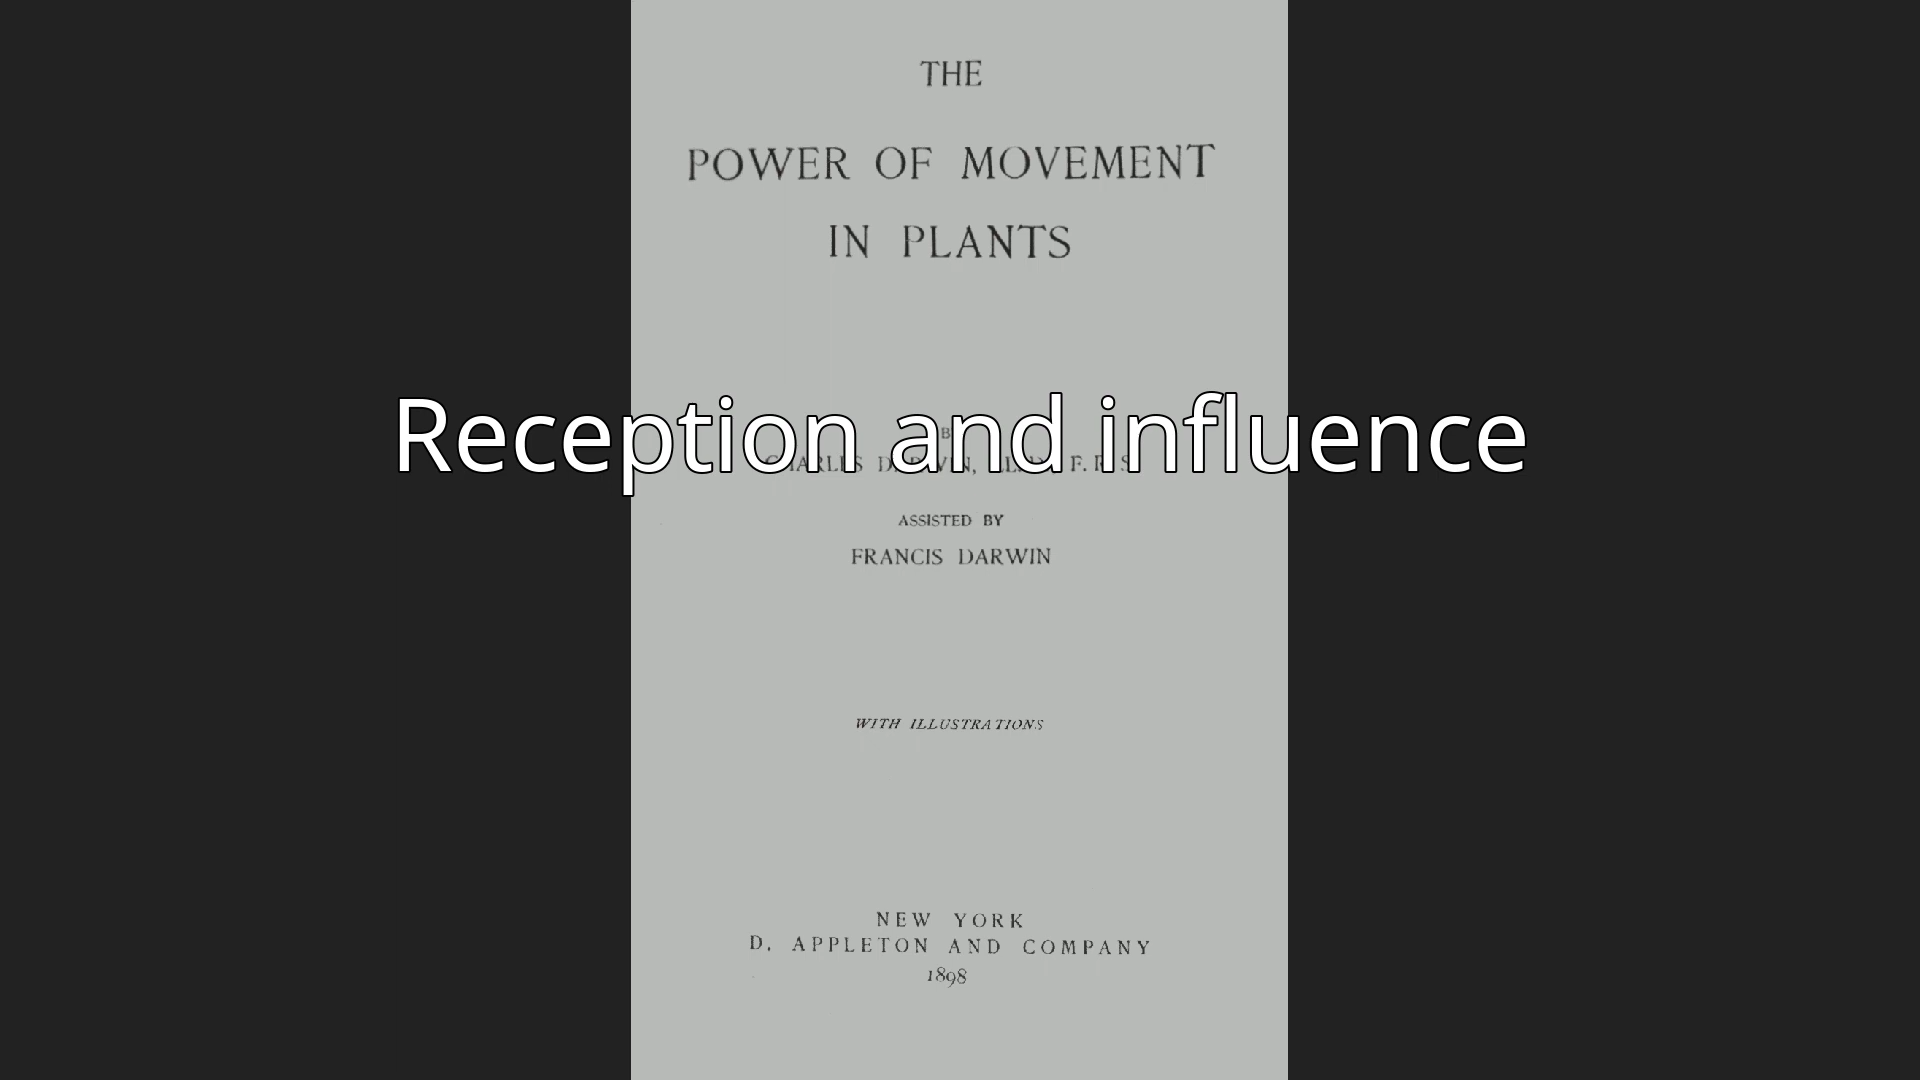 THE
POWER OF MOVEMENT
IN PLANTS
Reception and influence
ASSISTED BY
FRANCIS DARWIN
WITH ILLUSTRATIONS
NEW YORK
D. APPLETON AND COMPANY
1898